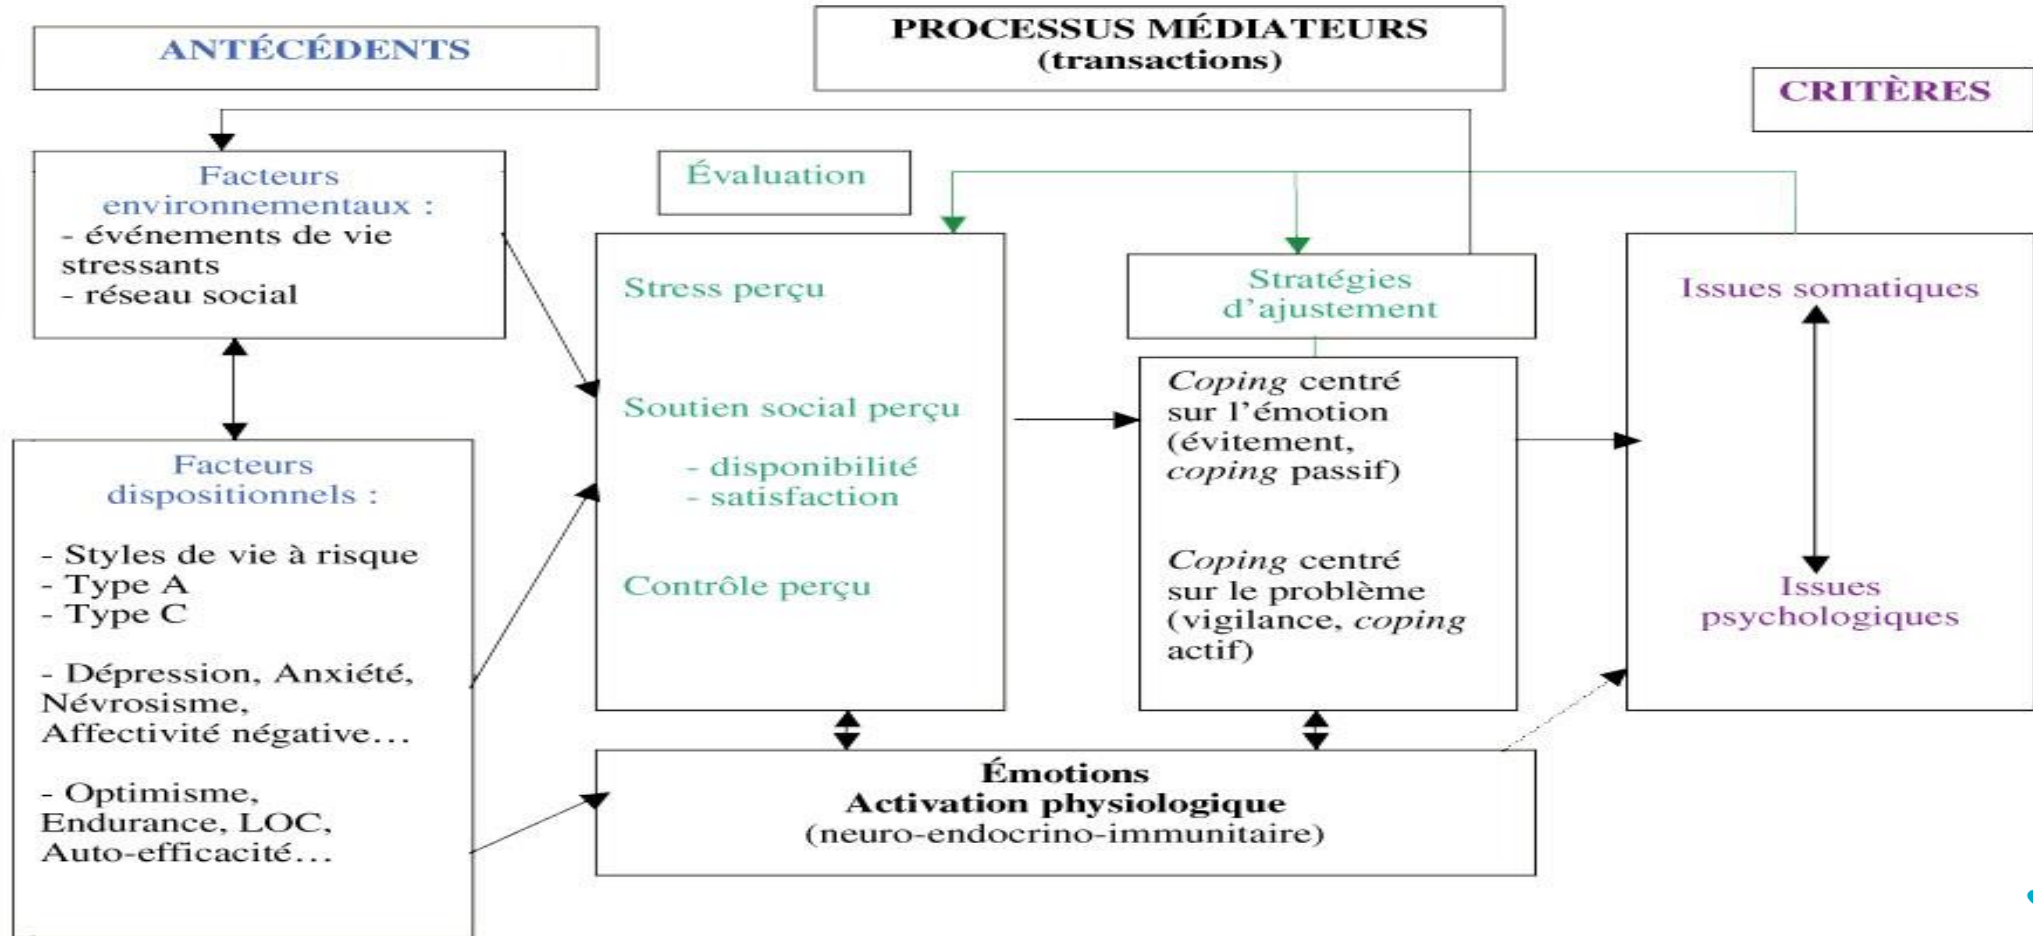 ANTÉCÉDENTS
PROCESSUS MÉDIATEURS
(transactions)
CRITÈRES
Facteurs
environnementaux :
- événements de vie
stressants
- réseau social
Facteurs
dispositionnels :
- Styles de vie à risque
- Type A
- Type C
- Dépression, Anxiété,
Névrosisme,
Affectivité négative…
- Optimisme,
Endurance, LOC,
Auto-efficacité…
Évaluation
Stress perçu
Soutien social perçu
- disponibilité
- satisfaction
Contrôle perçu
Stratégies
d’ajustement
Coping centré
sur l’émotion
(évitement,
coping passif)
Coping centré
sur le problème
(vigilance, coping
actif)
Émotions
Activation physiologique
(neuro-endocrino-immunitaire)
Issues somatiques
Issues
psychologiques